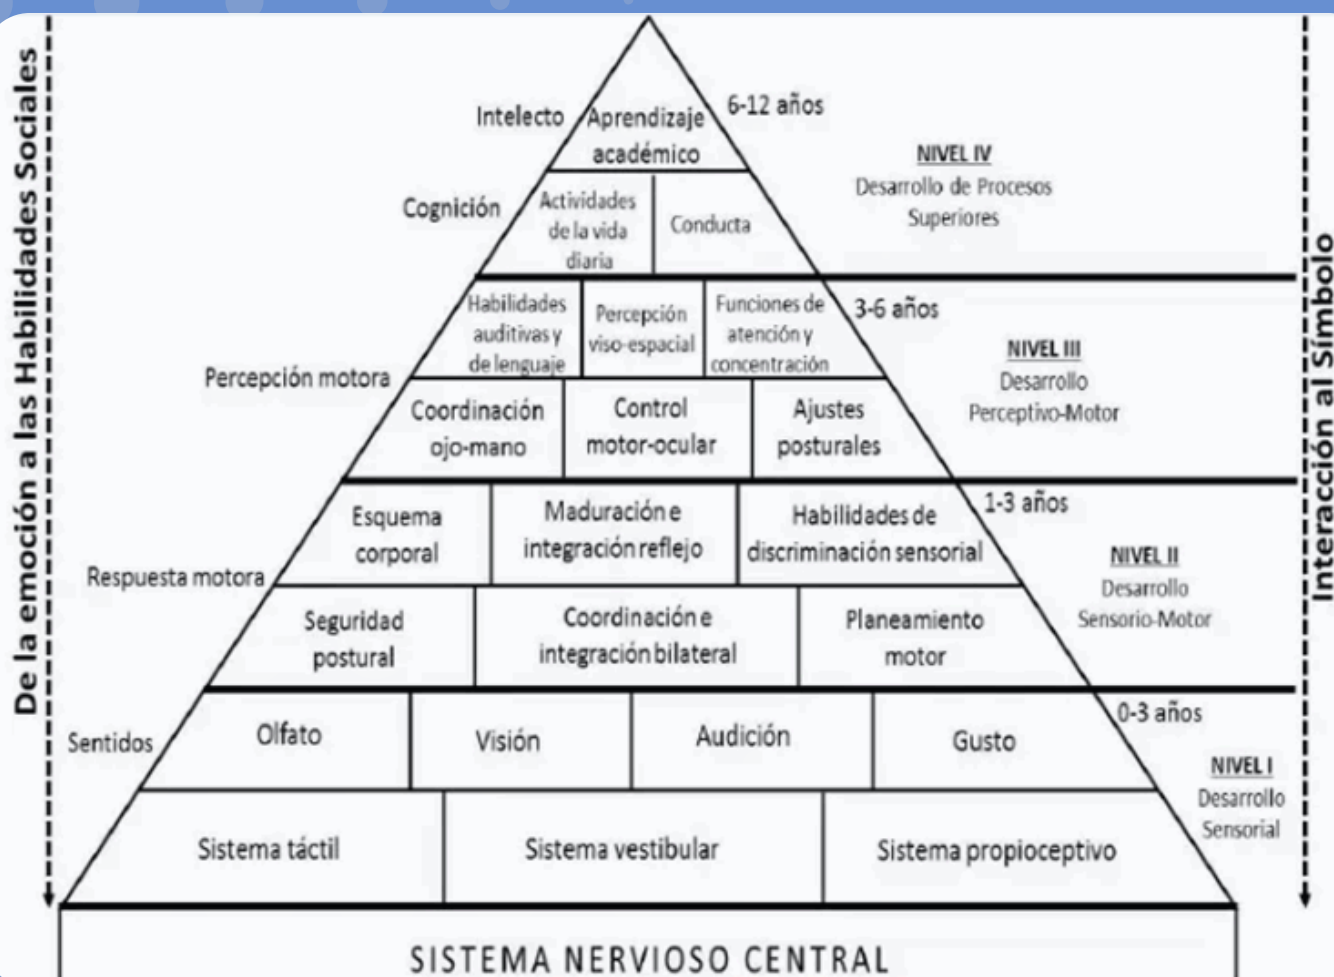 De la emoción a las Habilidades Sociales
Interacción al Símbolo
Intelecto
Aprendizaje
académico
6-12 años
NIVEL IV
Desarrollo de Procesos
Superiores
Cognición
Actividades
de la vida
diaria
Conducta
Habilidades
auditivas y
de lenguaje
Percepción
viso-espacial
Funciones de
atención y
concentración
3-6 años
NIVEL III
Desarrollo
Perceptivo-Motor
Percepción motora
Coordinación
ojo-mano
Control
motor-ocular
Ajustes
posturales
Esquema
corporal
Maduración e
integración reflejo
Habilidades de
discriminación sensorial
1-3 años
NIVEL II
Desarrollo
Sensorio-Motor
Respuesta motora
Seguridad
postural
Coordinación e
integración bilateral
Planeamiento
motor
Sentidos
Olfato
Visión
Audición
Gusto
0-3 años
NIVEL I
Desarrollo
Sensorial
Sistema táctil
Sistema vestibular
Sistema propioceptivo
SISTEMA NERVIOSO CENTRAL